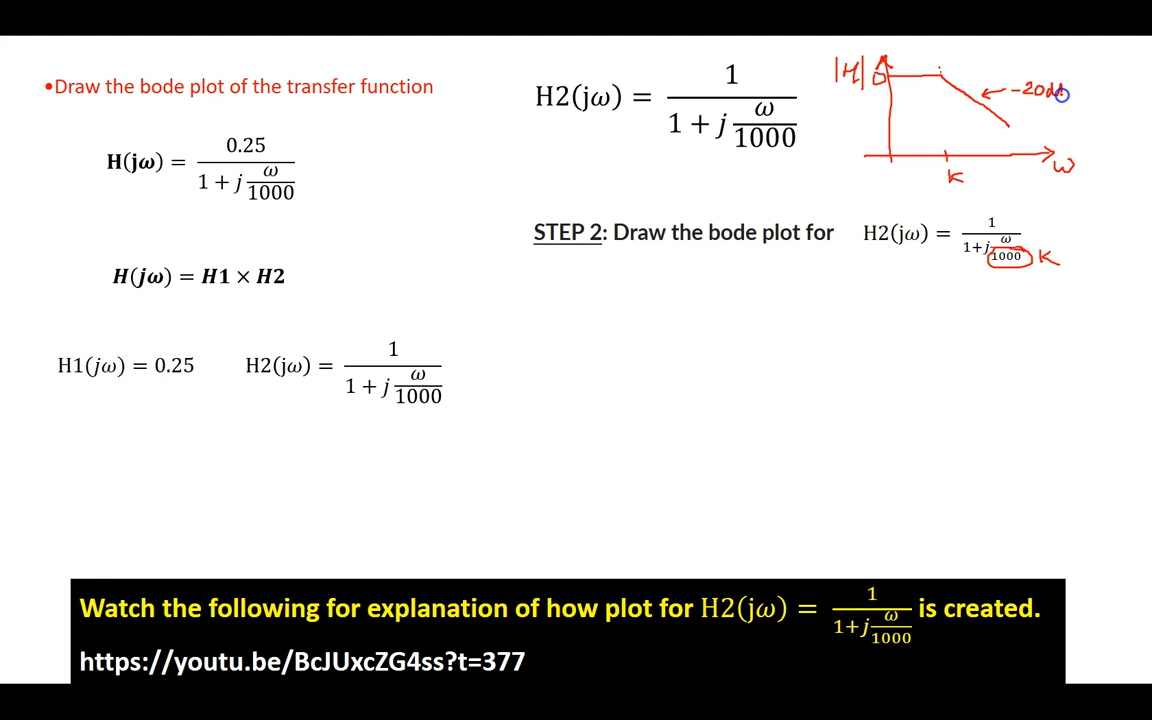 •Draw the bode plot of the transfer function
H(jω) = 0.25 / (1 + j ω/1000)
H(jω) = H1 × H2
H1(jω) = 0.25 H2(jω) = 1 / (1 + j ω/1000)
H2(jω) = 1 / (1 + j ω/1000)
|H|
0
-20d
K
ω
STEP 2: Draw the bode plot for H2(jω) = 1 / (1+j ω/1000) K
Watch the following for explanation of how plot for H2(jω) = 1 / (1+j ω/1000) is created.
https://youtu.be/BcJUxcZG4ss?t=377